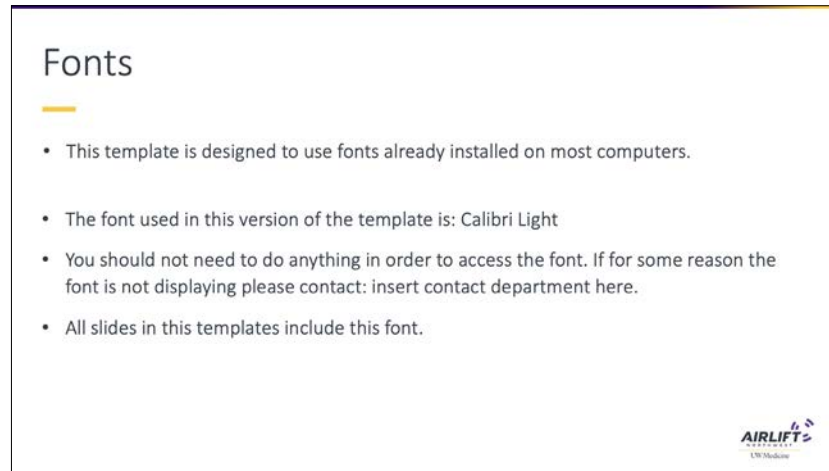 Fonts
• This template is designed to use fonts already installed on most computers.
• The font used in this version of the template is: Calibri Light
• You should not need to do anything in order to access the font. If for some reason the
font is not displaying please contact: insert contact department here.
• All slides in this templates include this font.
AIRLIFT
NORTHWEST
UW Medicine